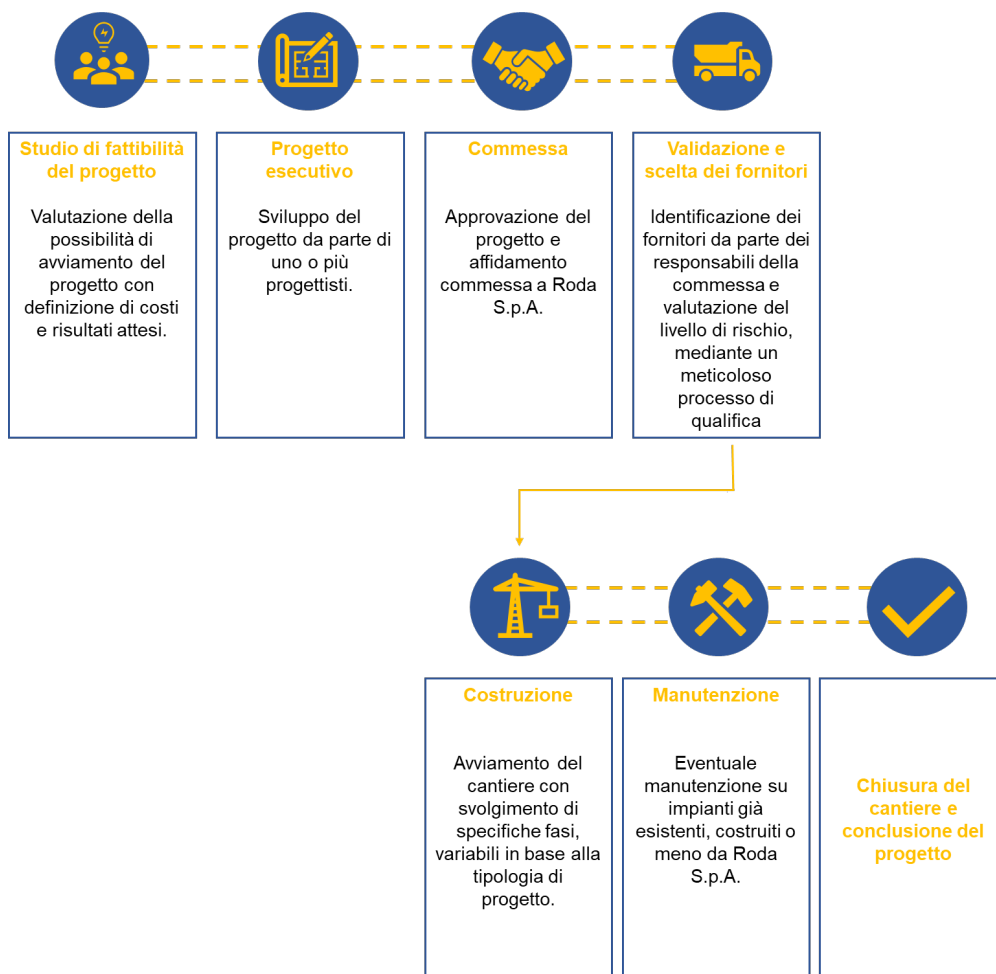 Studio di fattibilità
del progetto
Valutazione della
possibilità di
avviamento del
progetto con
definizione di costi
e risultati attesi.
Progetto
esecutivo
Sviluppo del
progetto da parte di
uno o più
progettisti.
Commessa
Approvazione del
progetto e
affidamento
commessa a Roda
S.p.A.
Validazione e
scelta dei fornitori
Identificazione dei
fornitori da parte dei
responsabili della
commessa e
valutazione del
livello di rischio,
mediante un
meticoloso
processo di
qualifica
Costruzione
Avviamento del
cantiere con
svolgimento di
specifiche fasi,
variabili in base alla
tipologia di
progetto.
Manutenzione
Eventuale
manutenzione su
impianti già
esistenti, costruiti o
meno da Roda
S.p.A.
Chiusura del
cantiere e
conclusione del
progetto